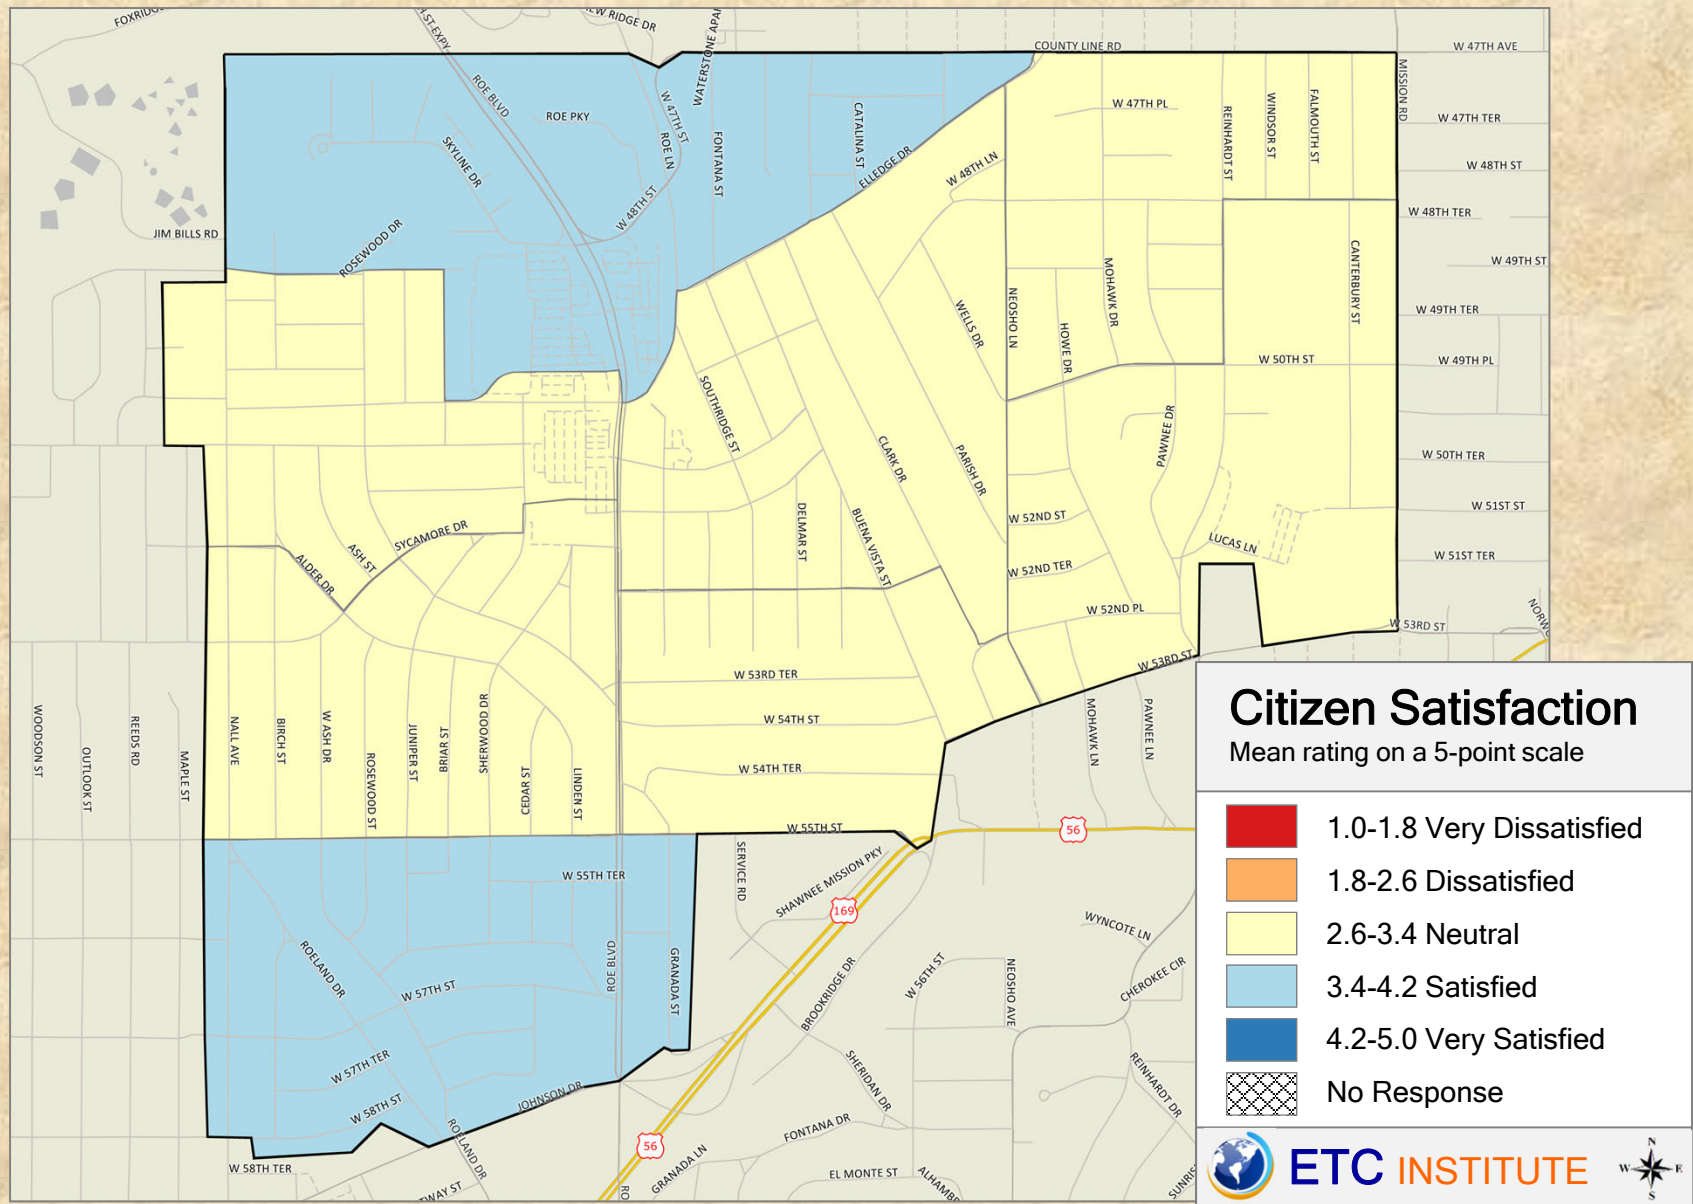 W RIDGE DR
COUNTY LINE RD
W 47TH AVE
ROE BLVD
ROE PKY
W 47TH ST
ROE LN
FONTANA ST
CATALINA ST
ELLEDGE DR
W 47TH PL
REINHARDT ST
WINDSOR ST
FALMOUTH ST
MISSION RD
W 47TH TER
W 48TH ST
SKYLINE DR
W 48TH LN
W 48TH ST
W 48TH TER
JIM BILLS RD
ROSEWOOD DR
W 49TH ST
MOHAWK DR
CANTERBURY ST
NEOSHO LN
WELLS DR
HOWE DR
W 49TH TER
W 50TH ST
W 49TH PL
SOUTHRIDGE ST
CLARK DR
PARISH DR
PAWNEE DR
W 50TH TER
W 51ST ST
DELMAR ST
BUENA VISTA ST
W 52ND ST
LUCAS LN
W 51ST TER
SYCAMORE DR
ASH ST
ALDER DR
W 52ND TER
W 52ND PL
W 53RD ST
W 53RD ST
W 53RD TER
W 54TH ST
W 54TH TER
W 55TH ST
WOODSON ST
OUTLOOK ST
REEDS RD
MAPLE ST
NALL AVE
BIRCH ST
W ASH DR
ROSEWOOD ST
JUNIPER ST
BRIAR ST
SHERWOOD DR
CEDAR ST
LINDEN ST
MOHAWK LN
PAWNEE LN
56
SERVICE RD
SHAWNEE MISSION PKY
169
W 55TH TER
ROELAND DR
W 57TH ST
ROE BLVD
GRANADA ST
BROOKRIDGE DR
W 56TH ST
NEOSHO AVE
WYNCOTE LN
CHEROKEE CIR
REINHARDT DR
SHERIDAN DR
W 57TH TER
W 58TH ST
JOHNSON DR
ROELAND DR
W 58TH TER
56
GRANADA LN
FONTANA DR
EL MONTE ST
Citizen Satisfaction
Mean rating on a 5-point scale
1.0-1.8 Very Dissatisfied
1.8-2.6 Dissatisfied
2.6-3.4 Neutral
3.4-4.2 Satisfied
4.2-5.0 Very Satisfied
No Response
ETC INSTITUTE
N
W E
S